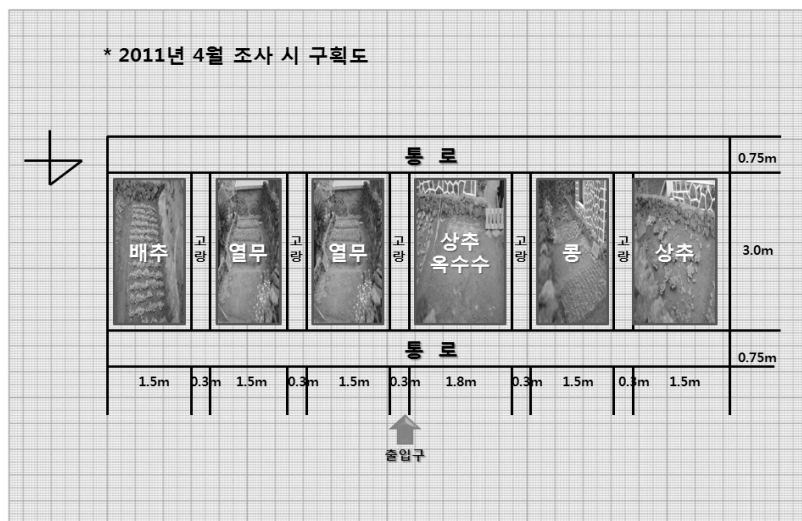 * 2011년 4월 조사 시 구획도
통 로
0.75m
배추
고랑
열무
고랑
열무
고랑
상추
옥수수
고랑
콩
고랑
상추
3.0m
통 로
0.75m
1.5m 0.3m 1.5m 0.3m 1.5m 0.3m 1.8m 0.3m 1.5m 0.3m 1.5m
출입구